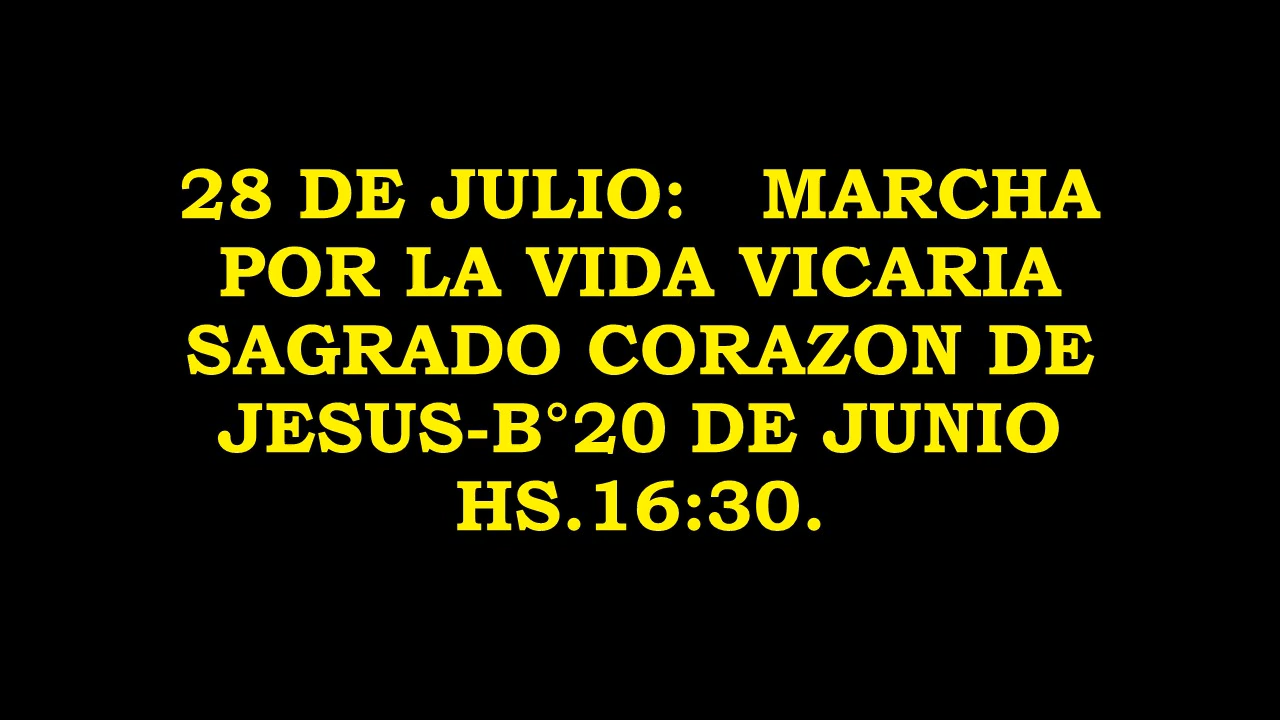 28 DE JULIO: MARCHA
POR LA VIDA VICARIA
SAGRADO CORAZON DE
JESUS-B°20 DE JUNIO
HS.16:30.